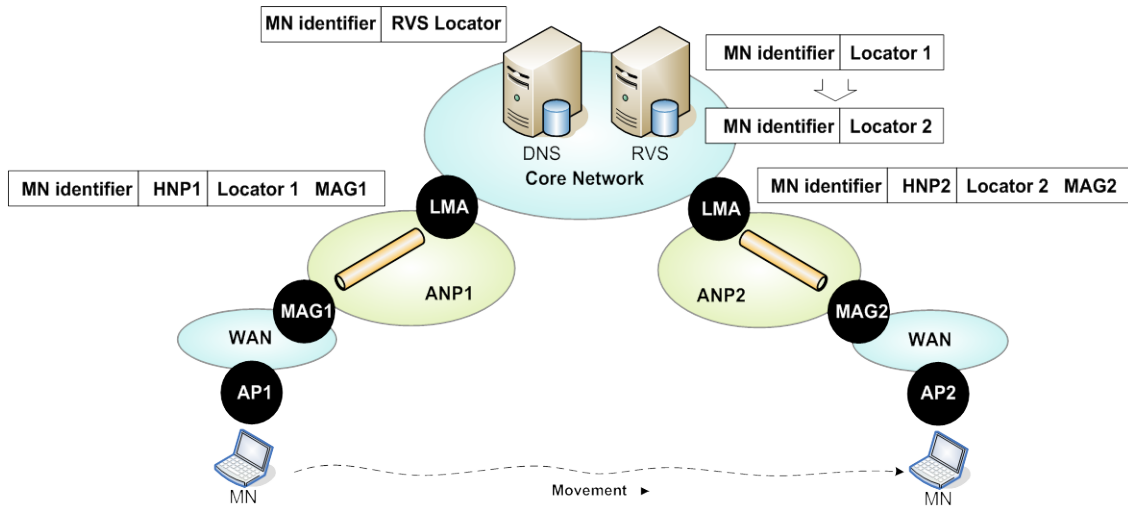 MN identifier RVS Locator
MN identifier Locator 1
MN identifier Locator 2
DNS RVS
Core Network
MN identifier HNP1 Locator 1 MAG1
MN identifier HNP2 Locator 2 MAG2
LMA
LMA
ANP1
ANP2
MAG1
MAG2
WAN
WAN
AP1
AP2
MN
MN
Movement ►